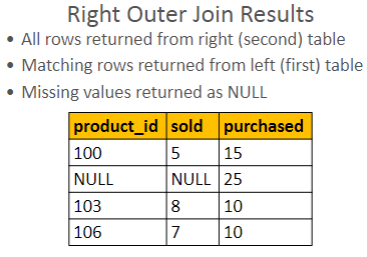 Right Outer Join Results
• All rows returned from right (second) table
• Matching rows returned from left (first) table
• Missing values returned as NULL
product_id sold purchased
100 5 15
NULL NULL 25
103 8 10
106 7 10